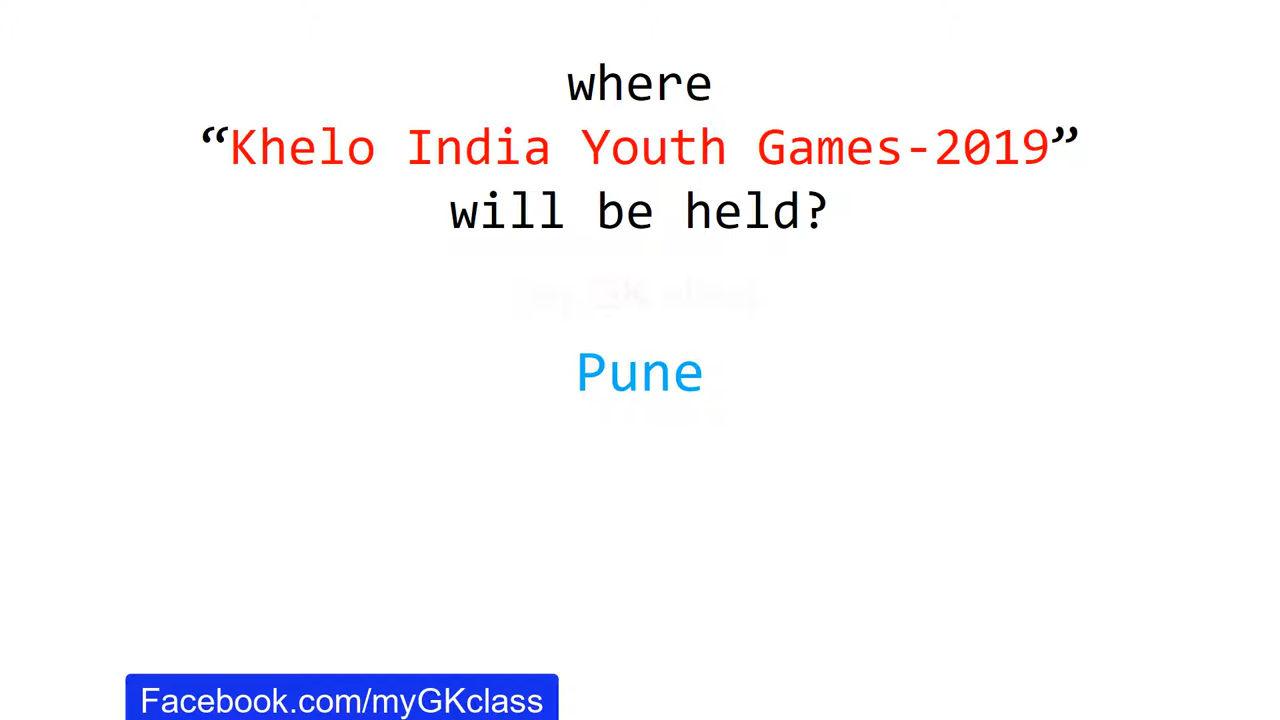 where
“Khelo India Youth Games-2019”
will be held?
Pune
Facebook.com/myGKclass